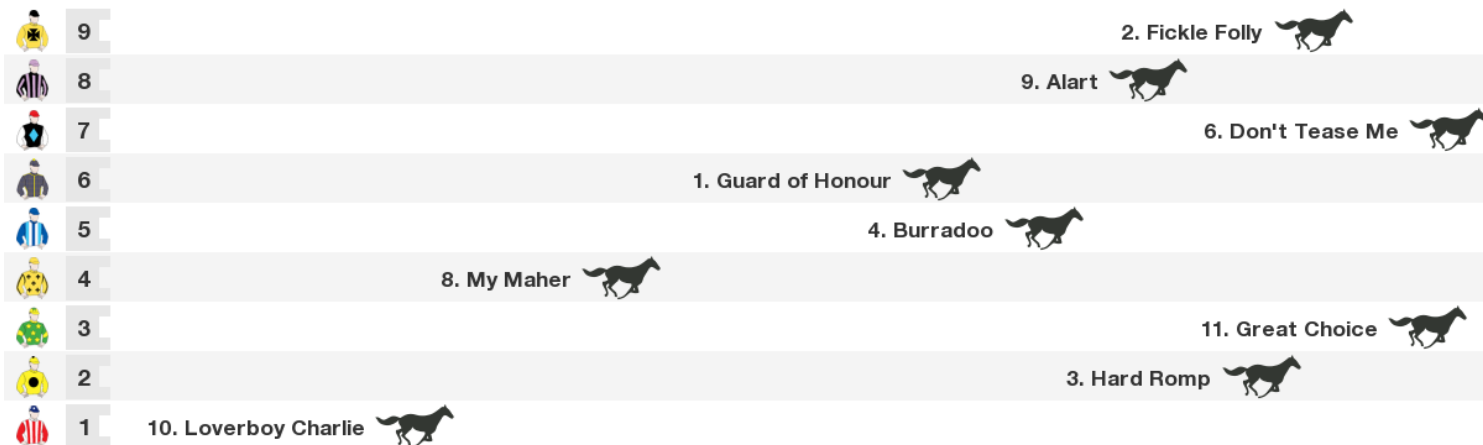 9 2. Fickle Folly
8 9. Alart
7 6. Don't Tease Me
6 1. Guard of Honour
5 4. Burradoo
4 8. My Maher
3 11. Great Choice
2 3. Hard Romp
1 10. Loverboy Charlie